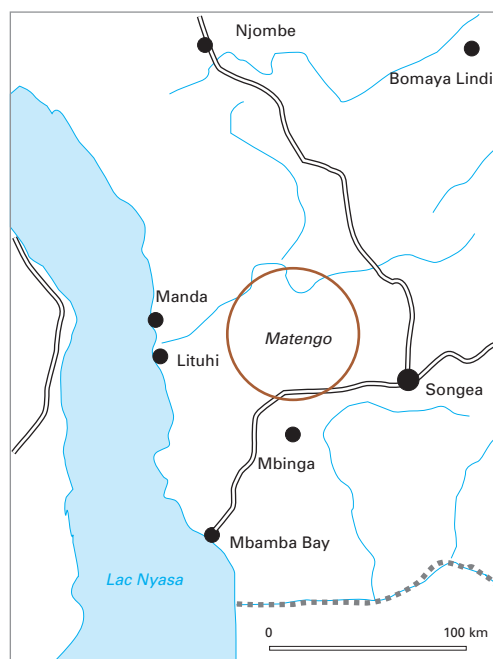 Njombe
Bomaya Lindi
Manda
Matengo
Lituhi
Songea
Mbinga
Mbamba Bay
Lac Nyasa
0
100 km